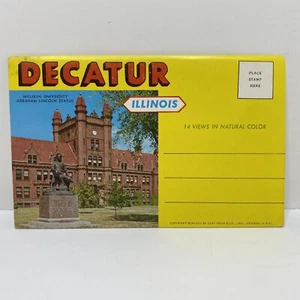 DECATUR
PLACE
STAMP
HERE
MILLIKIN UNIVERSITY
ABRAHAM LINCOLN STATUE
ILLINOIS
14 VIEWS IN NATURAL COLOR